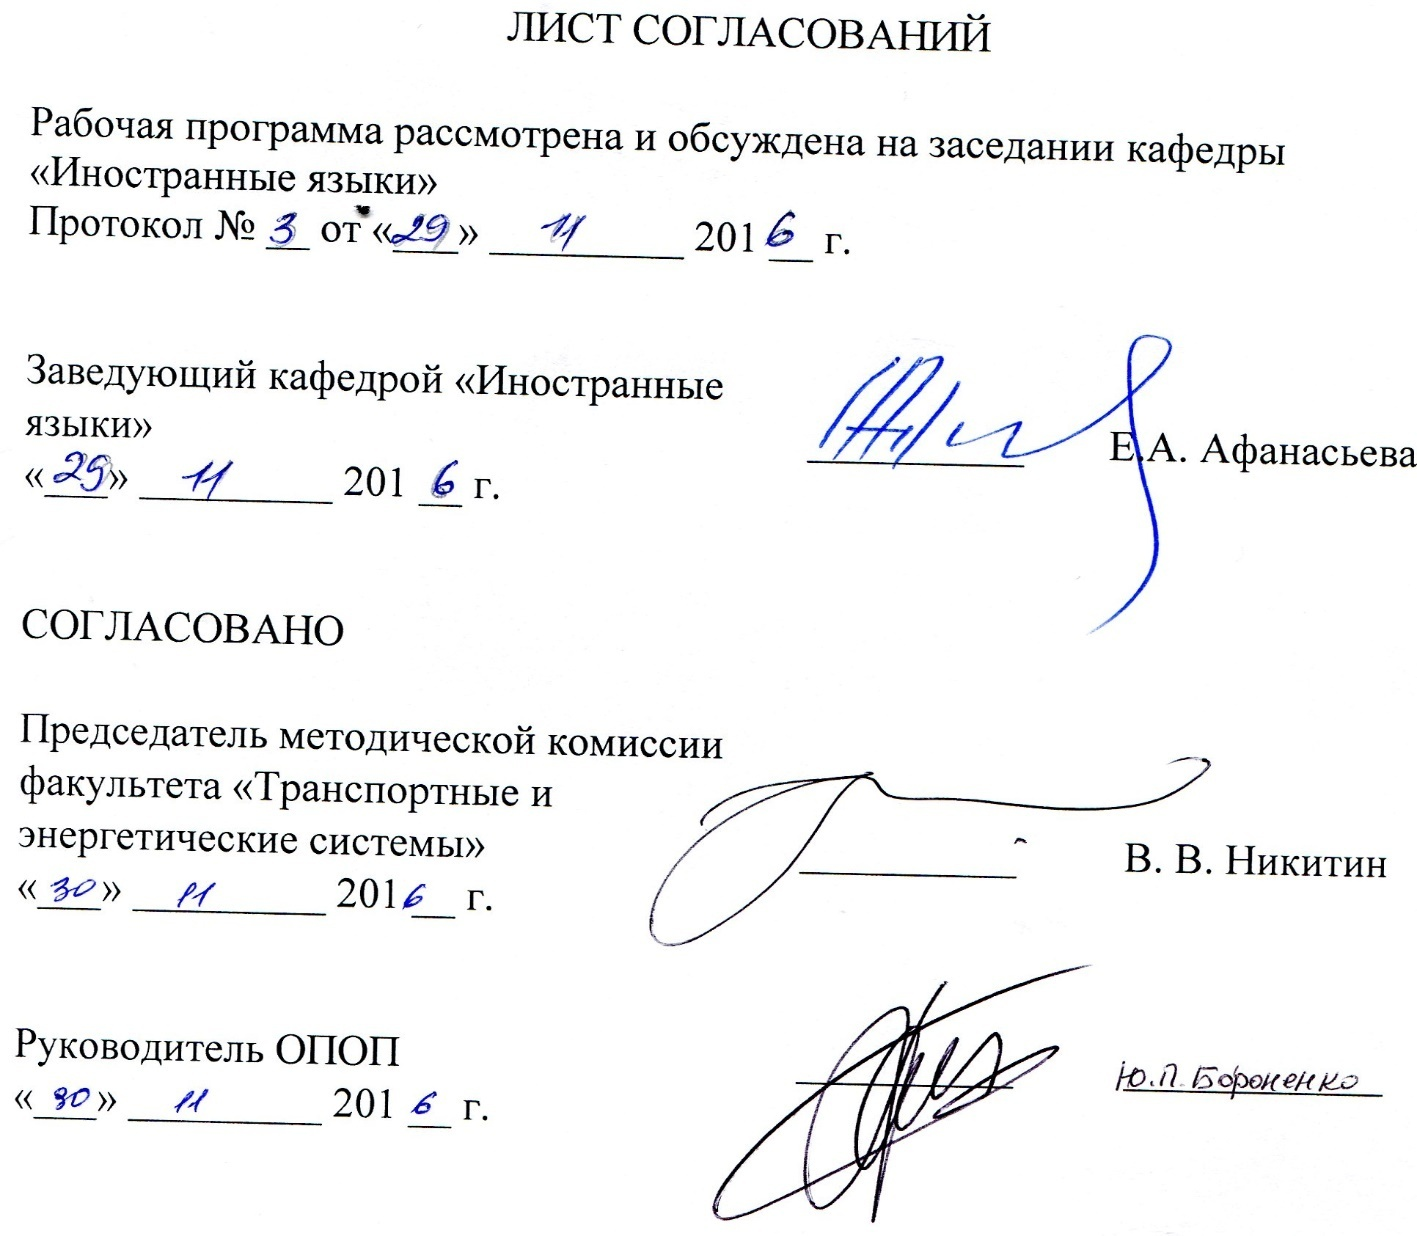 ЛИСТ СОГЛАСОВАНИЙ
Рабочая программа рассмотрена и обсуждена на заседании кафедры
«Иностранные языки»
Протокол № 3 от «29» 11 2016 г.
Заведующий кафедрой «Иностранные
языки»
Е.А. Афанасьева
«29» 11 2016 г.
СОГЛАСОВАНО
Председатель методической комиссии
факультета «Транспортные и
энергетические системы»
В. В. Никитин
«30» 11 2016 г.
Руководитель ОПОП
Ю.П. Бороненко
«30» 11 2016 г.